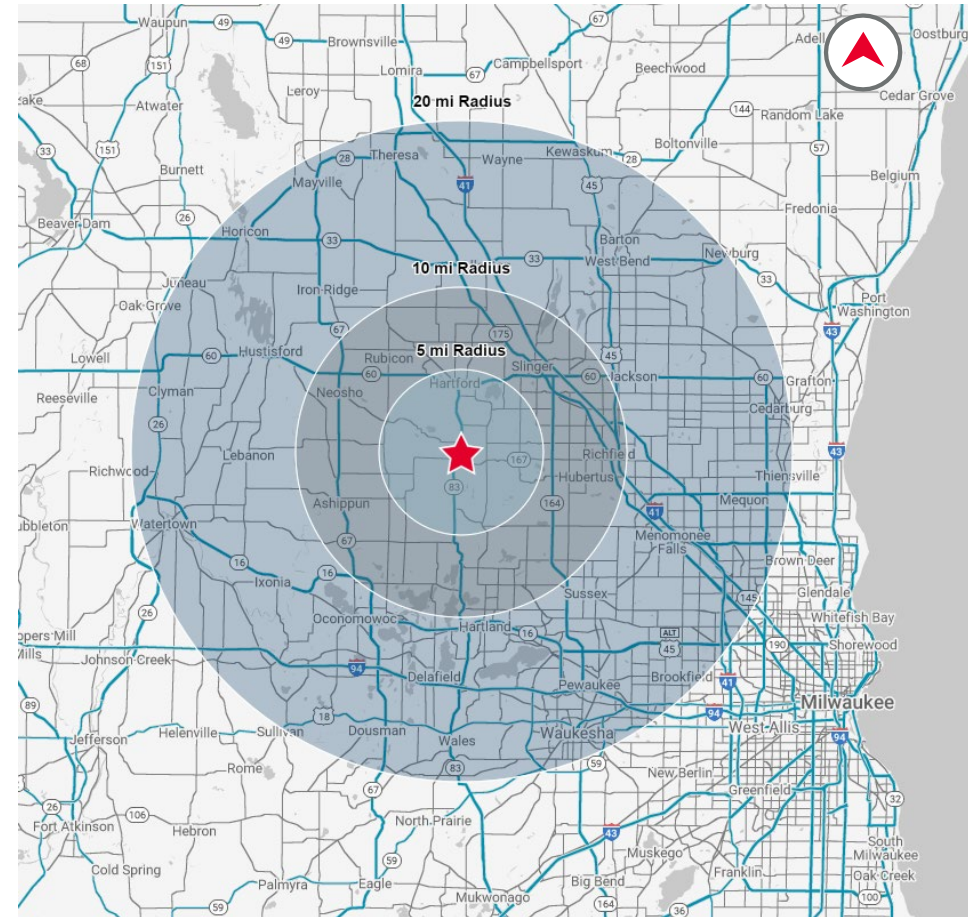 Waupun
49
Brownsville
67
Adell
Oostburg
68
151
49
Lomira
67
Campbellsport
Beechwood
Leroy
Cedar Grove
Atwater
20 mi Radius
144
Random Lake
33
151
Burnett
28
Theresa
Wayne
Kewaskum
28
Boltonville
57
Mayville
41
45
Belgium
Beaver Dam
26
Horicon
33
Barton
Fredonia
10 mi Radius
33
West Bend
Newburg
33
Juneau
Iron Ridge
Port
Washington
Oak Grove
67
175
43
Lowell
60
Hustisford
Rubicon
5 mi Radius
45
Slinger
60
Hartford
60
Jackson
60
Grafton
Reeseville
Clyman
Neosho
Cedarburg
26
Lebanon
Richfield
43
Richwood
167
Hubertus
Thiensville
83
Ashippun
164
41
Mequon
Watertown
67
Menomonee
Falls
Brown Deer
16
Ixonia
16
Sussex
145
Glendale
26
Oconomowoc
Hartland
16
ALT
45
Whitefish Bay
190
Shorewood
Johnson Creek
94
Delafield
Pewaukee
Brookfield
41
89
18
94
Milwaukee
Jefferson
Helenville
Sullivan
Dousman
Wales
Waukesha
West Allis
94
Rome
83
59
New Berlin
67
Greenfield
32
26
106
Fort Atkinson
Hebron
North Prairie
43
59
Muskego
South
Milwaukee
Cold Spring
Palmyra
Eagle
Big Bend
Franklin
Oak Creek
59
Mukwonago
164
36
100